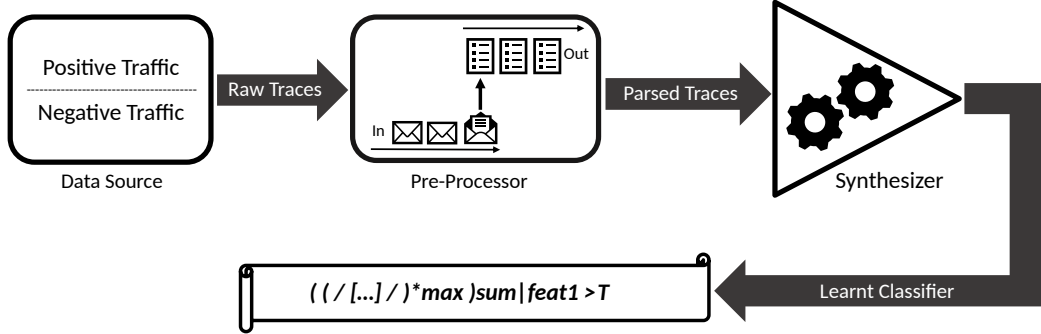 Positive Traffic
Negative Traffic
Data Source
Raw Traces
In
Out
Pre-Processor
Parsed Traces
Synthesizer
Learnt Classifier
( ( / [...] / )*max )sum|feat1 >T